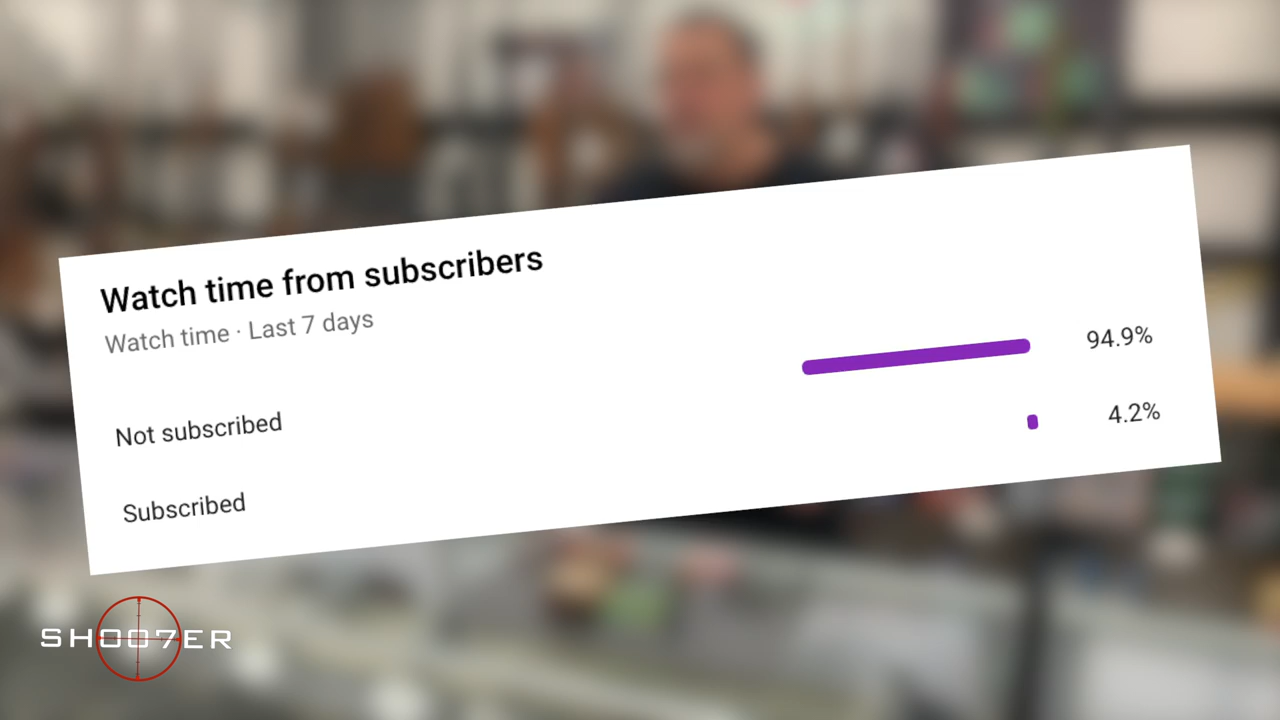 Watch time from subscribers
Watch time · Last 7 days
Not subscribed 94.9%
Subscribed 4.2%
SHOO7ER